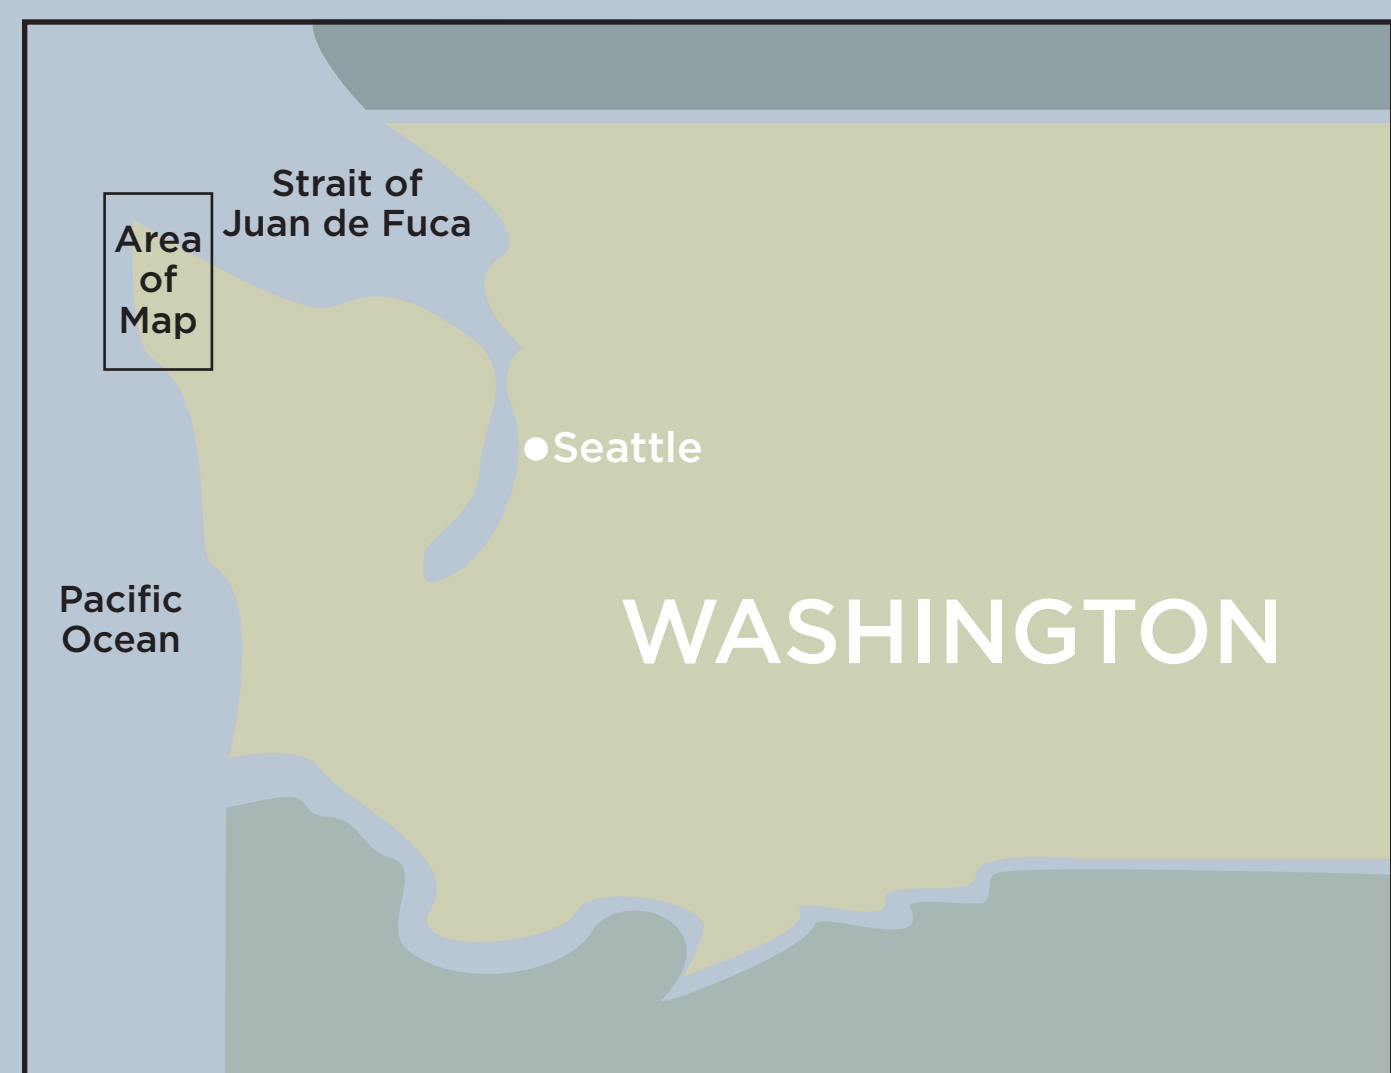 Strait of
Juan de Fuca
Area
of
Map
Seattle
Pacific
Ocean
WASHINGTON